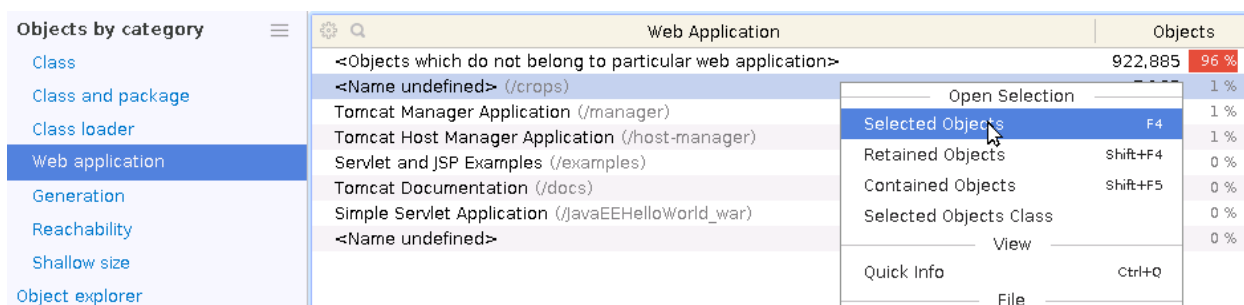 Objects by category
Class
Class and package
Class loader
Web application
Generation
Reachability
Shallow size
Object explorer
Web Application Objects
<Objects which do not belong to particular web application> 922,885 96 %
<Name undefined> (/crops) 1 %
Tomcat Manager Application (/manager) 1 %
Tomcat Host Manager Application (/host-manager) 1 %
Servlet and JSP Examples (/examples) 0 %
Tomcat Documentation (/docs) 0 %
Simple Servlet Application (/JavaEEHelloWorld_war) 0 %
<Name undefined> 0 %
Open Selection
Selected Objects F4
Retained Objects Shift+F4
Contained Objects Shift+F5
Selected Objects Class
View
Quick Info Ctrl+Q
File